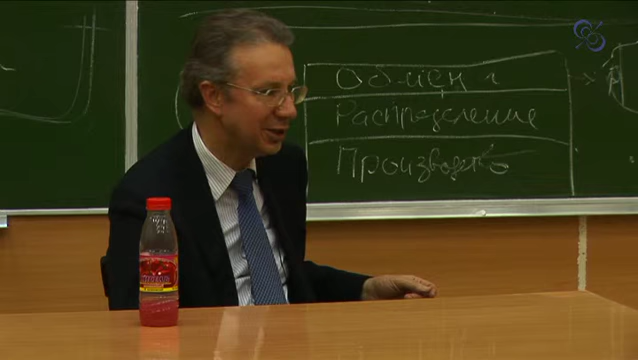 Обмен
Распределение
Производство